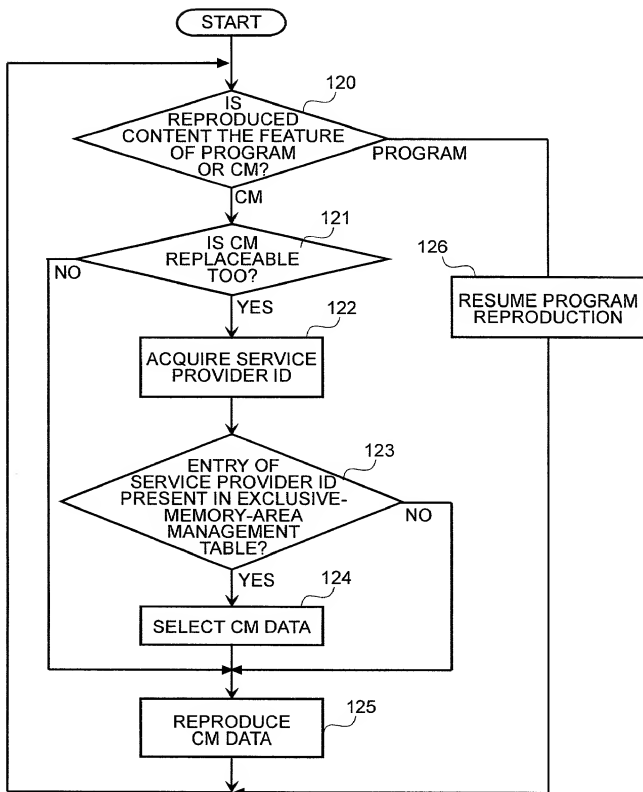 START
120
IS
REPRODUCED
CONTENT THE FEATURE
OF PROGRAM
OR CM?
PROGRAM
CM
121
IS CM
REPLACEABLE
TOO?
NO
YES
126
RESUME PROGRAM
REPRODUCTION
122
ACQUIRE SERVICE
PROVIDER ID
123
ENTRY OF
SERVICE PROVIDER ID
PRESENT IN EXCLUSIVE-
MEMORY-AREA
MANAGEMENT
TABLE?
NO
YES
124
SELECT CM DATA
125
REPRODUCE
CM DATA